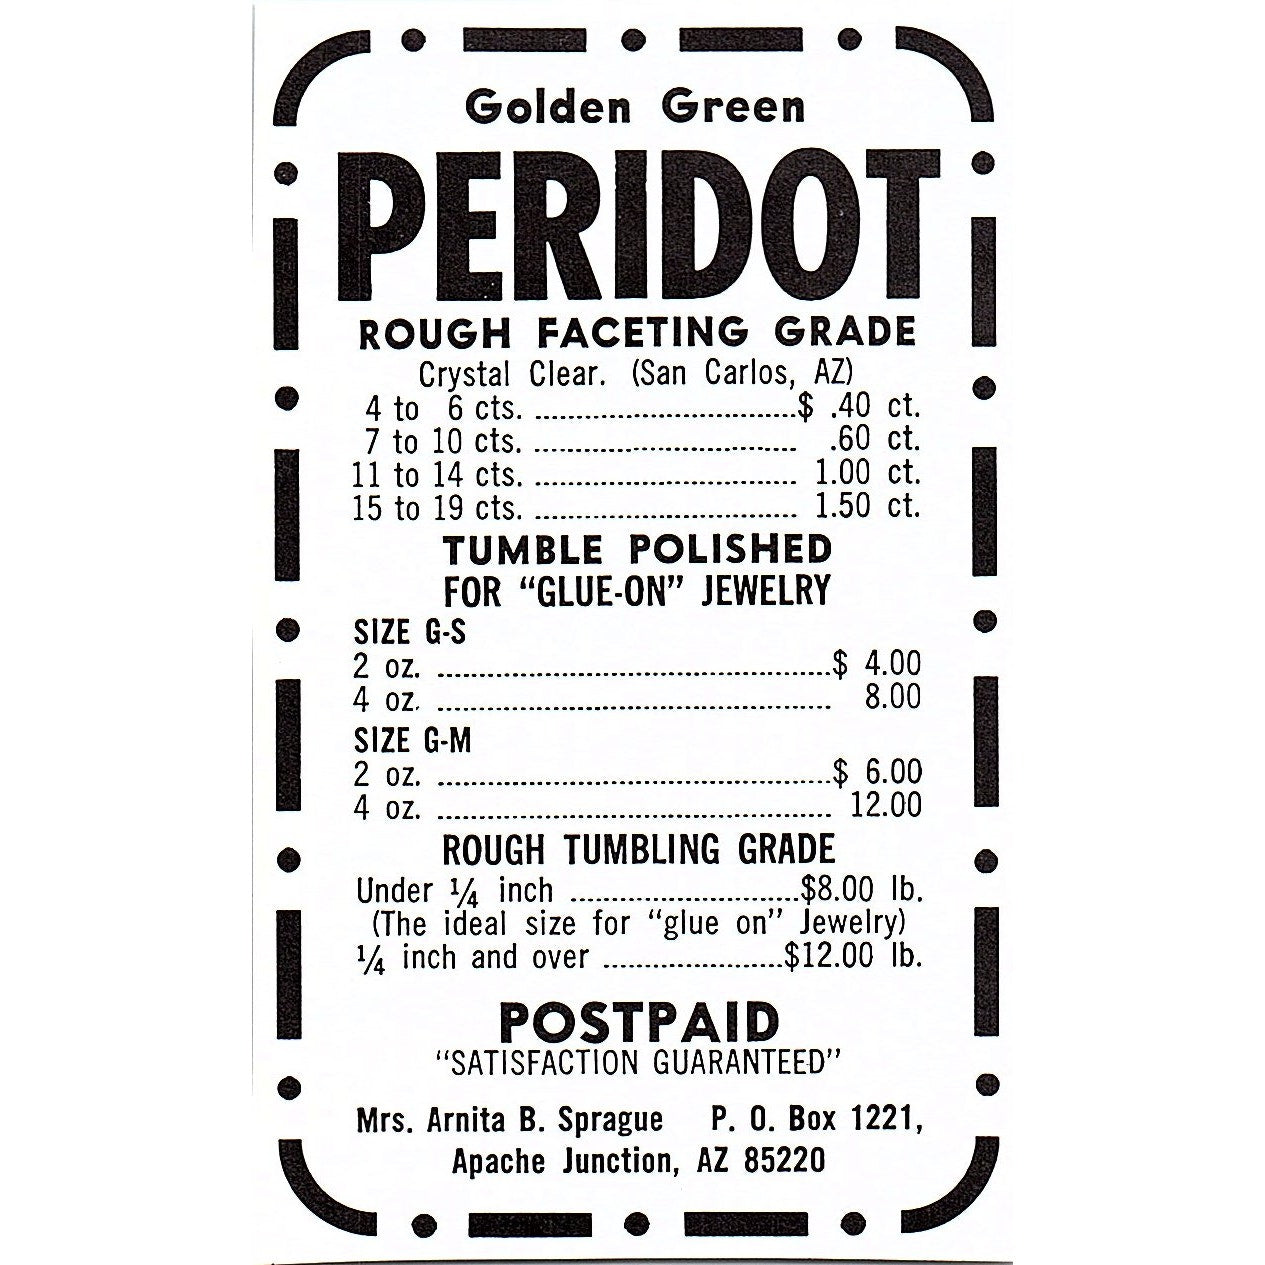 Golden Green
PERIDOT
ROUGH FACETING GRADE
Crystal Clear. (San Carlos, AZ)
4 to 6 cts. ................................$ .40 ct.
7 to 10 cts. ................................ .60 ct.
11 to 14 cts. ................................ 1.00 ct.
15 to 19 cts. ................................ 1.50 ct.
TUMBLE POLISHED
FOR “GLUE-ON” JEWELRY
SIZE G-S
2 oz. ................................................$ 4.00
4 oz. ................................................ 8.00
SIZE G-M
2 oz. ................................................$ 6.00
4 oz. ................................................ 12.00
ROUGH TUMBLING GRADE
Under ¼ inch ............................$8.00 lb.
(The ideal size for “glue on” Jewelry)
¼ inch and over ......................$12.00 lb.
POSTPAID
“SATISFACTION GUARANTEED”
Mrs. Arnita B. Sprague P. O. Box 1221,
Apache Junction, AZ 85220